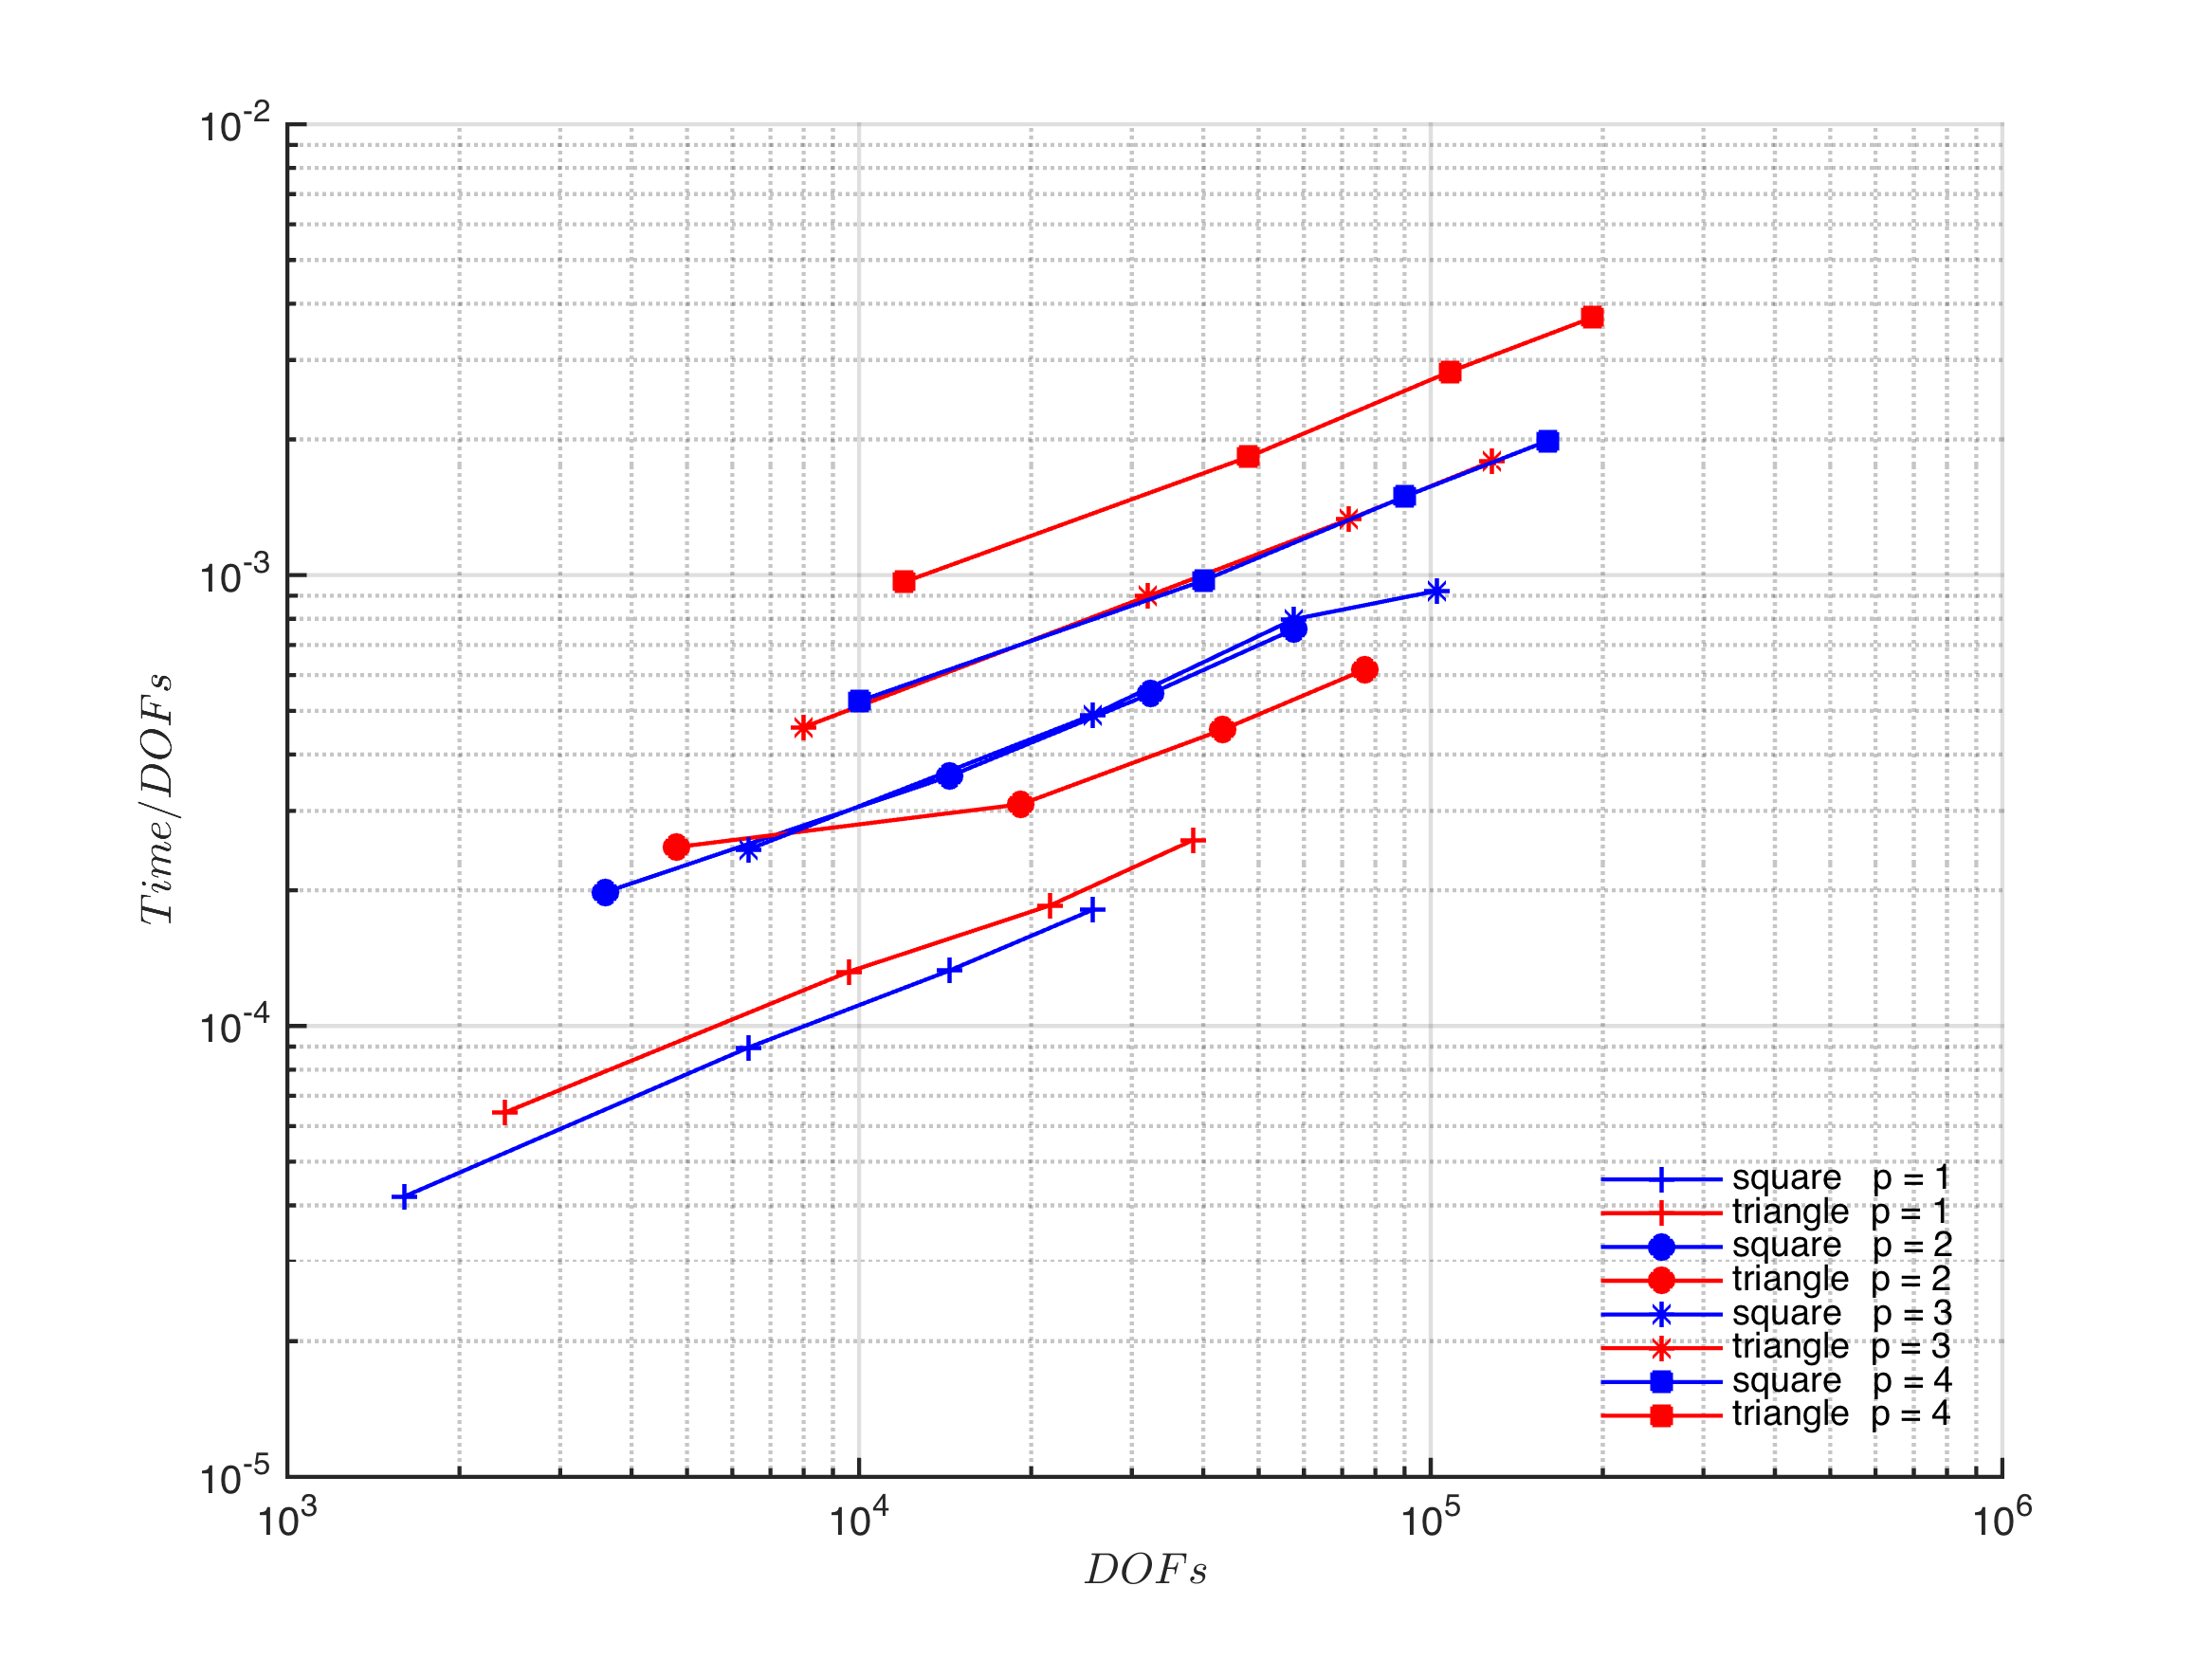 10^-2
10^-3
10^-4
10^-5
Time/DOFs
10^3
10^4
10^5
10^6
DOFs
square p = 1
triangle p = 1
square p = 2
triangle p = 2
square p = 3
triangle p = 3
square p = 4
triangle p = 4